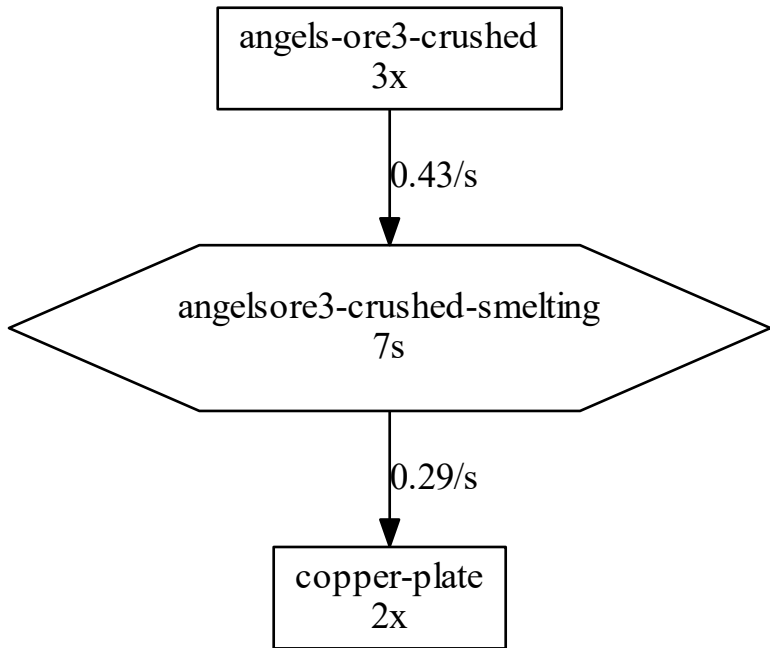 angels-ore3-crushed
3x
0.43/s
angelsore3-crushed-smelting
7s
0.29/s
copper-plate
2x